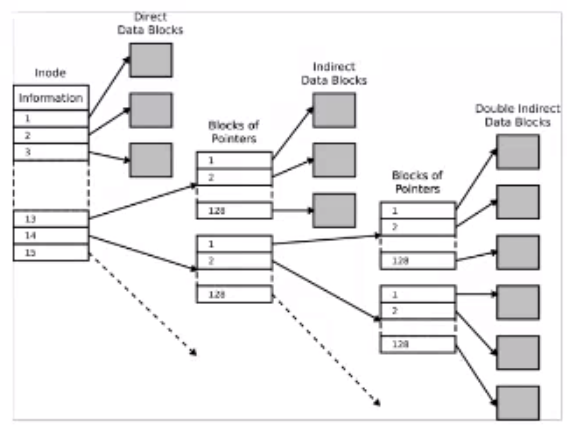 Direct
Data Blocks
Inode
Information
1
2
3
13
14
15
Blocks of
Pointers
1
2
128
1
2
128
Indirect
Data Blocks
Blocks of
Pointers
1
2
128
1
2
128
Double Indirect
Data Blocks